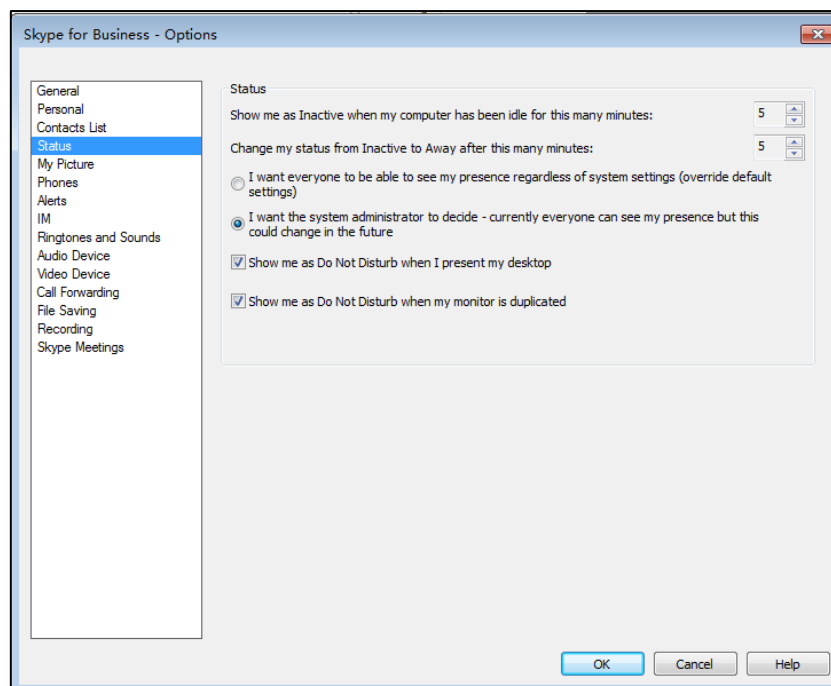 Skype for Business - Options
General
Personal
Contacts List
Status
My Picture
Phones
Alerts
IM
Ringtones and Sounds
Audio Device
Video Device
Call Forwarding
File Saving
Recording
Skype Meetings
Status
Show me as Inactive when my computer has been idle for this many minutes: 5
Change my status from Inactive to Away after this many minutes: 5
I want everyone to be able to see my presence regardless of system settings (override default
settings)
I want the system administrator to decide - currently everyone can see my presence but this
could change in the future
Show me as Do Not Disturb when I present my desktop
Show me as Do Not Disturb when my monitor is duplicated
OK Cancel Help